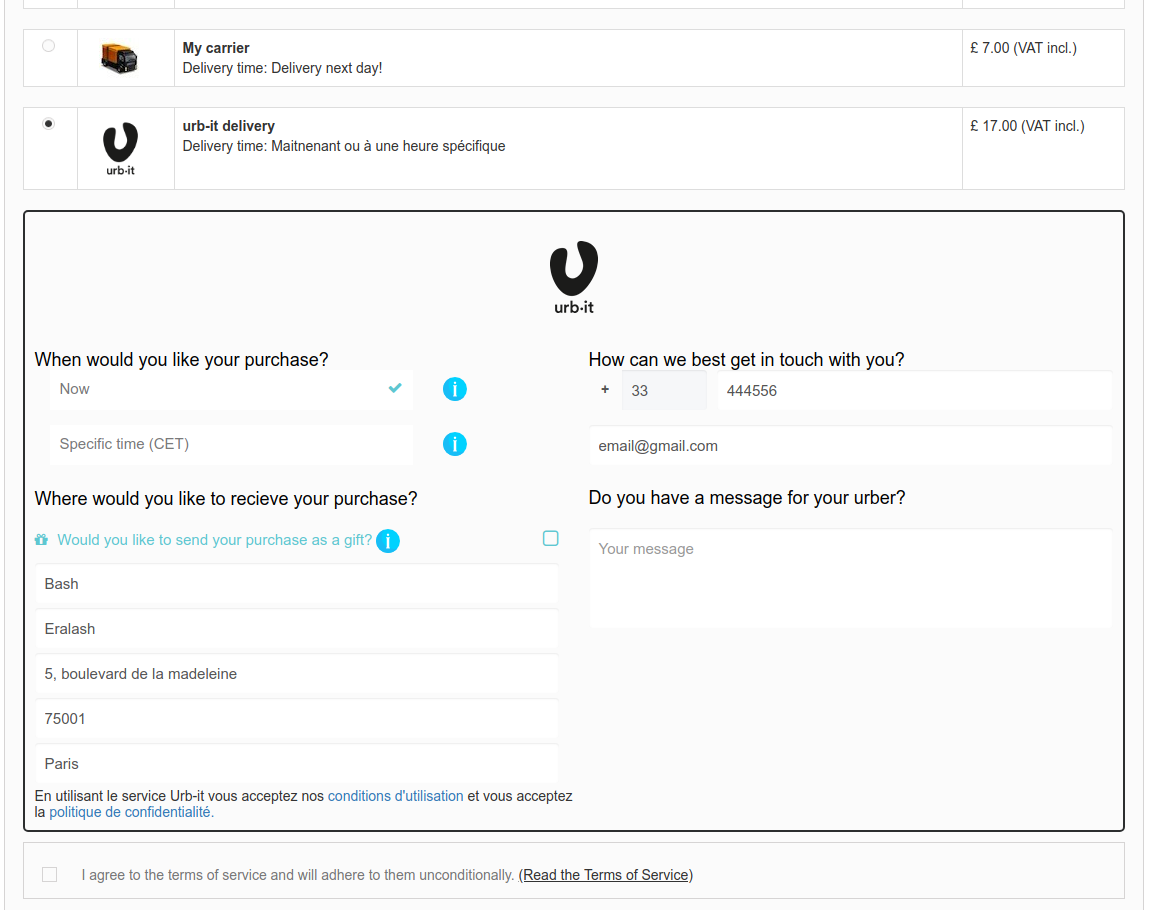 My carrier
Delivery time: Delivery next day!
£ 7.00 (VAT incl.)
urb-it delivery
Delivery time: Maitnenant ou à une heure spécifique
£ 17.00 (VAT incl.)
urb·it
urb·it
When would you like your purchase?
Now
Specific time (CET)
Where would you like to recieve your purchase?
Would you like to send your purchase as a gift?
Bash
Eralash
5, boulevard de la madeleine
75001
Paris
En utilisant le service Urb-it vous acceptez nos conditions d'utilisation et vous acceptez
la politique de confidentialité.
How can we best get in touch with you?
+ 33 444556
email@gmail.com
Do you have a message for your urber?
Your message
I agree to the terms of service and will adhere to them unconditionally. (Read the Terms of Service)